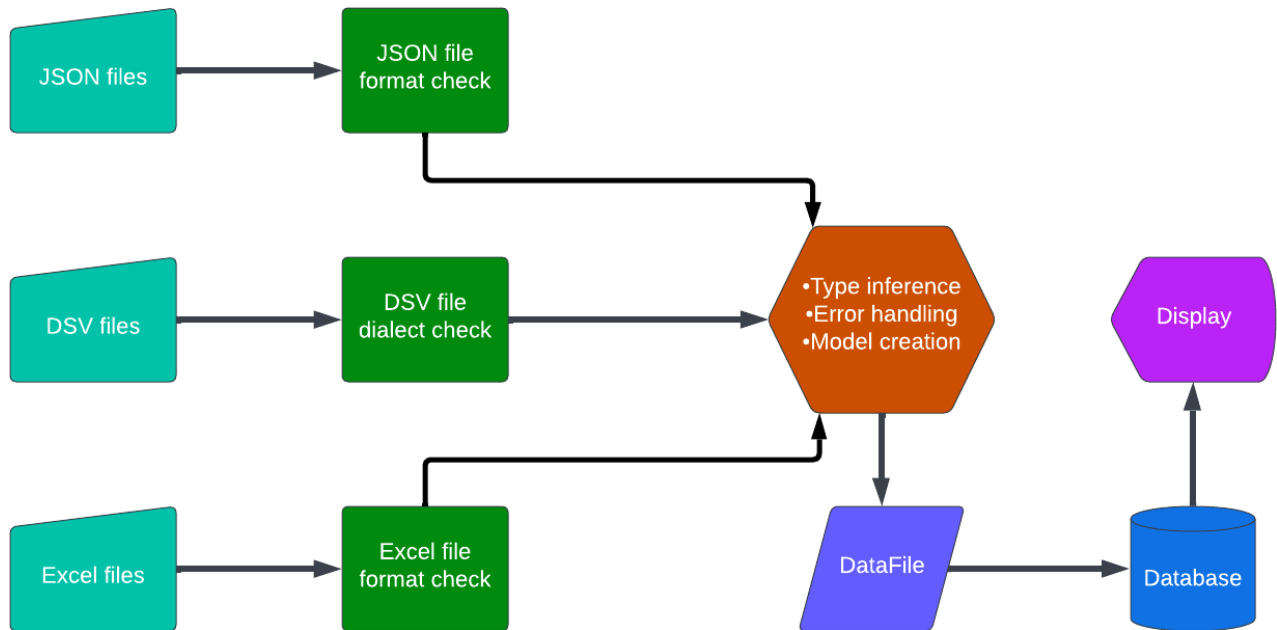 JSON files
JSON file
format check
DSV files
DSV file
dialect check
•Type inference
•Error handling
•Model creation
Display
Excel files
Excel file
format check
DataFile
Database